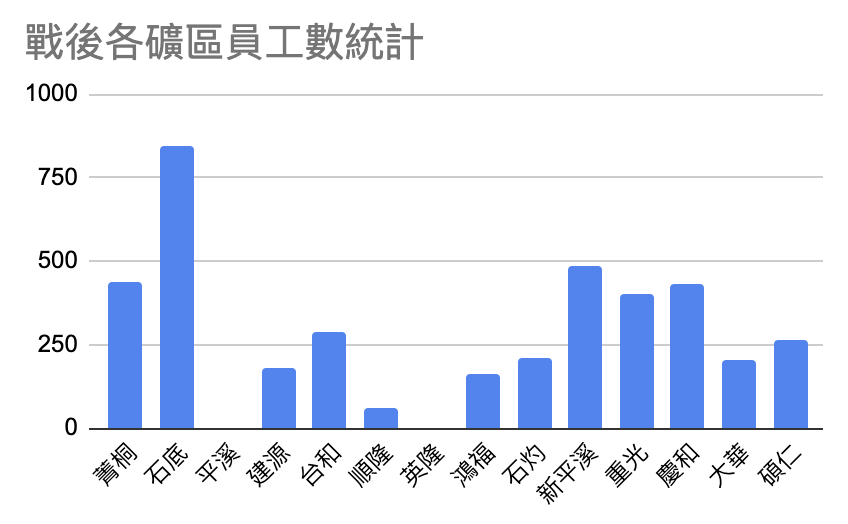 戰後各礦區員工數統計
1000
750
500
250
0
菁桐
石底
平溪
建源
台和
順隆
英隆
鴻福
石灼
新平溪
重光
慶和
大華
碩仁